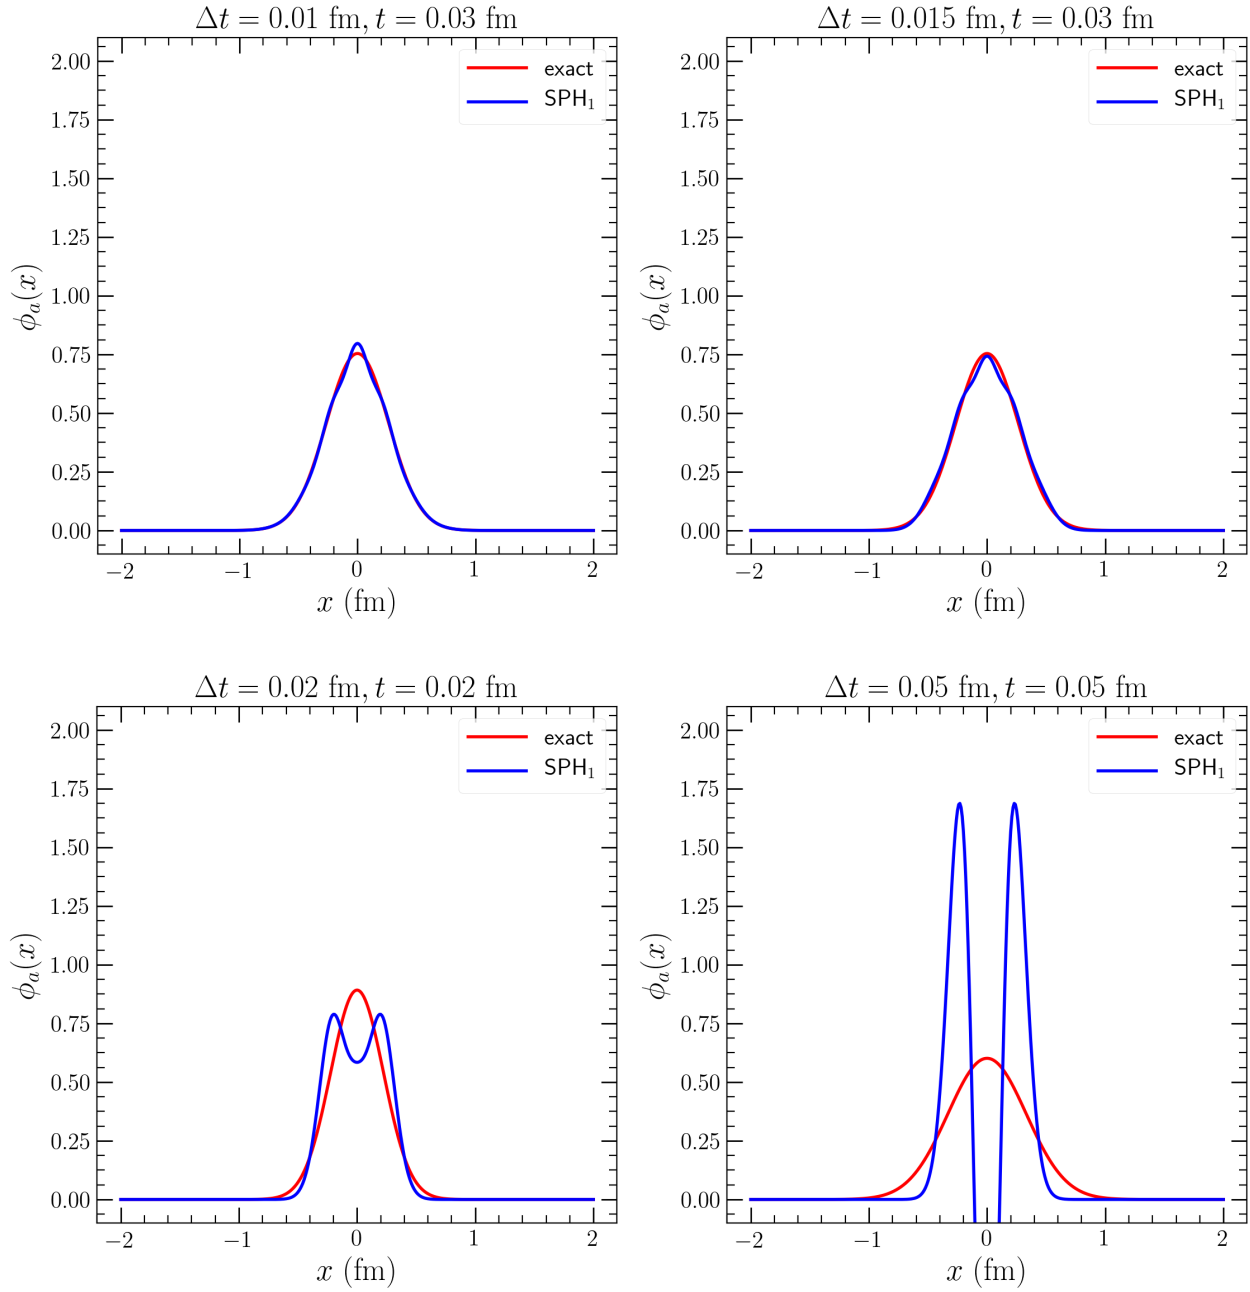 Δt = 0.01 fm, t = 0.03 fm
ϕₐ(x)
2.00
1.75
1.50
1.25
1.00
0.75
0.50
0.25
0.00
exact
SPH₁
−2
−1
0
1
2
x (fm)
Δt = 0.015 fm, t = 0.03 fm
ϕₐ(x)
2.00
1.75
1.50
1.25
1.00
0.75
0.50
0.25
0.00
exact
SPH₁
−2
−1
0
1
2
x (fm)
Δt = 0.02 fm, t = 0.02 fm
ϕₐ(x)
2.00
1.75
1.50
1.25
1.00
0.75
0.50
0.25
0.00
exact
SPH₁
−2
−1
0
1
2
x (fm)
Δt = 0.05 fm, t = 0.05 fm
ϕₐ(x)
2.00
1.75
1.50
1.25
1.00
0.75
0.50
0.25
0.00
exact
SPH₁
−2
−1
0
1
2
x (fm)